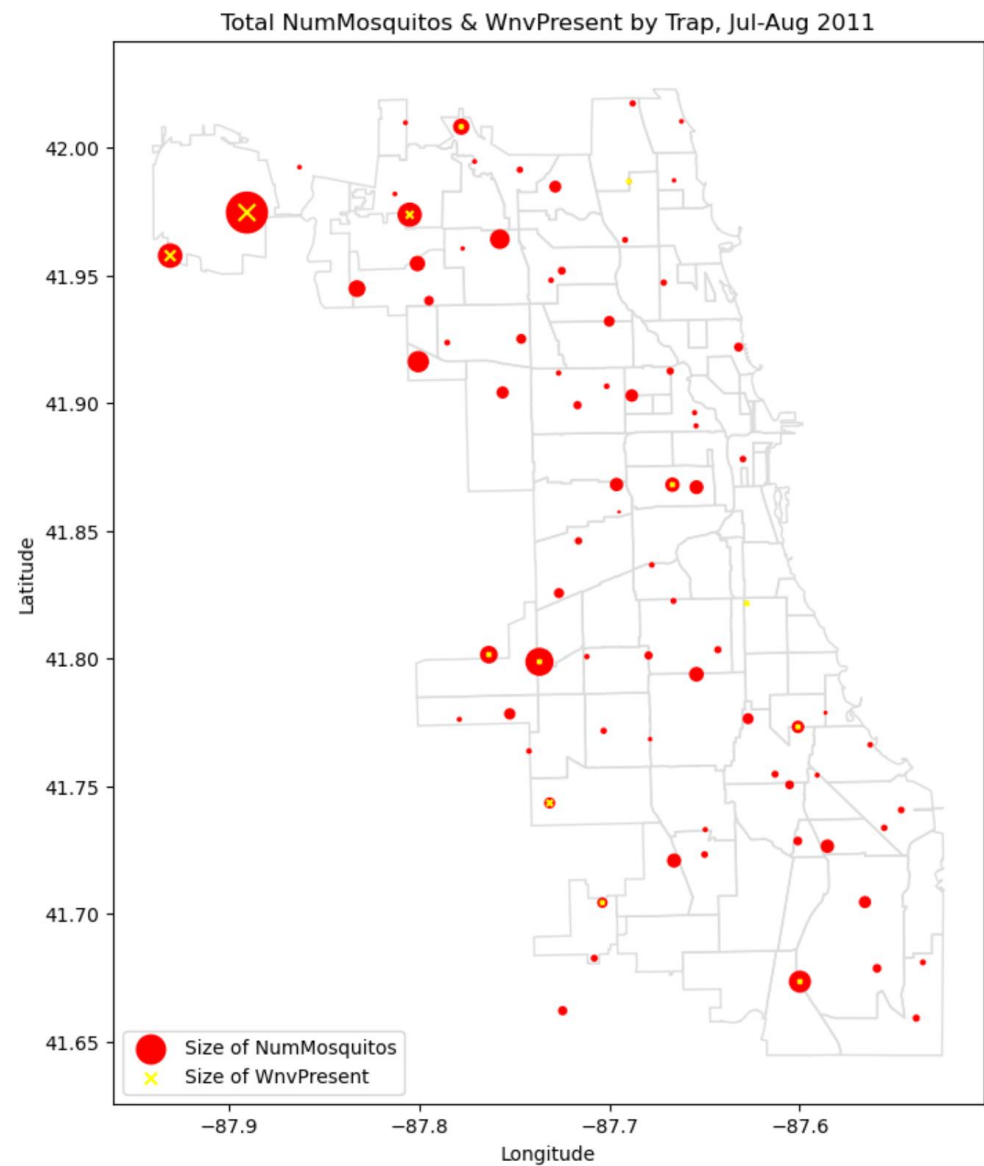 Total NumMosquitos & WnvPresent by Trap, Jul-Aug 2011
42.00
41.95
41.90
41.85
41.80
41.75
41.70
41.65
Latitude
Size of NumMosquitos
Size of WnvPresent
−87.9 −87.8 −87.7 −87.6
Longitude